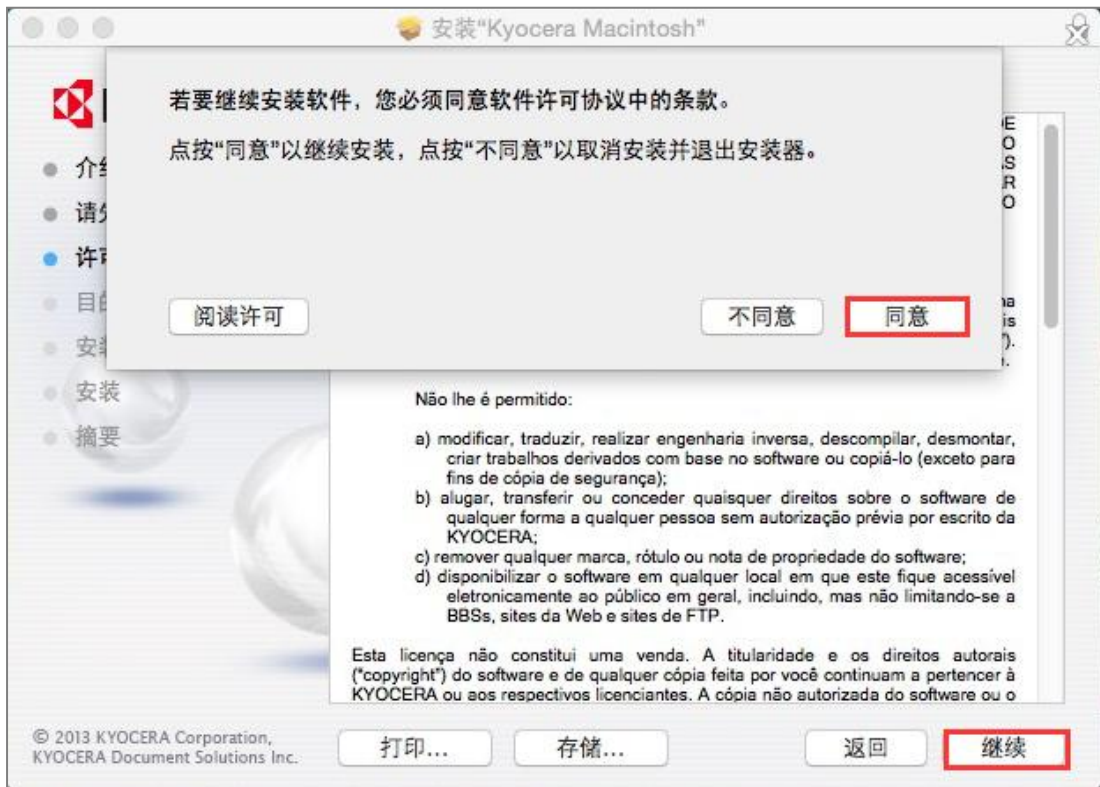 安装“Kyocera Macintosh”
若要继续安装软件，您必须同意软件许可协议中的条款。
点按“同意”以继续安装，点按“不同意”以取消安装并退出安装器。
阅读许可
不同意
同意
介
请
许
目
安
安装
摘要
Não lhe é permitido:
a) modificar, traduzir, realizar engenharia inversa, descompilar, desmontar,
criar trabalhos derivados com base no software ou copiá-lo (exceto para
fins de cópia de segurança);
b) alugar, transferir ou conceder quaisquer direitos sobre o software de
qualquer forma a qualquer pessoa sem autorização prévia por escrito da
KYOCERA;
c) remover qualquer marca, rótulo ou nota de propriedade do software;
d) disponibilizar o software em qualquer local em que este fique acessível
eletronicamente ao público em geral, incluindo, mas não limitando-se a
BBSs, sites da Web e sites de FTP.
Esta licença não constitui uma venda. A titularidade e os direitos autorais
("copyright") do software e de qualquer cópia feita por você continuam a pertencer à
KYOCERA ou aos respectivos licenciantes. A cópia não autorizada do software ou o
© 2013 KYOCERA Corporation,
KYOCERA Document Solutions Inc.
打印...
存储...
返回
继续